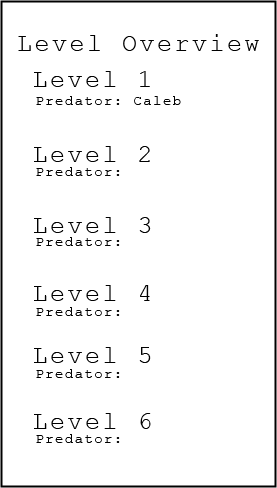 Level Overview
Level 1
Predator: Caleb
Level 2
Predator:
Level 3
Predator:
Level 4
Predator:
Level 5
Predator:
Level 6
Predator: